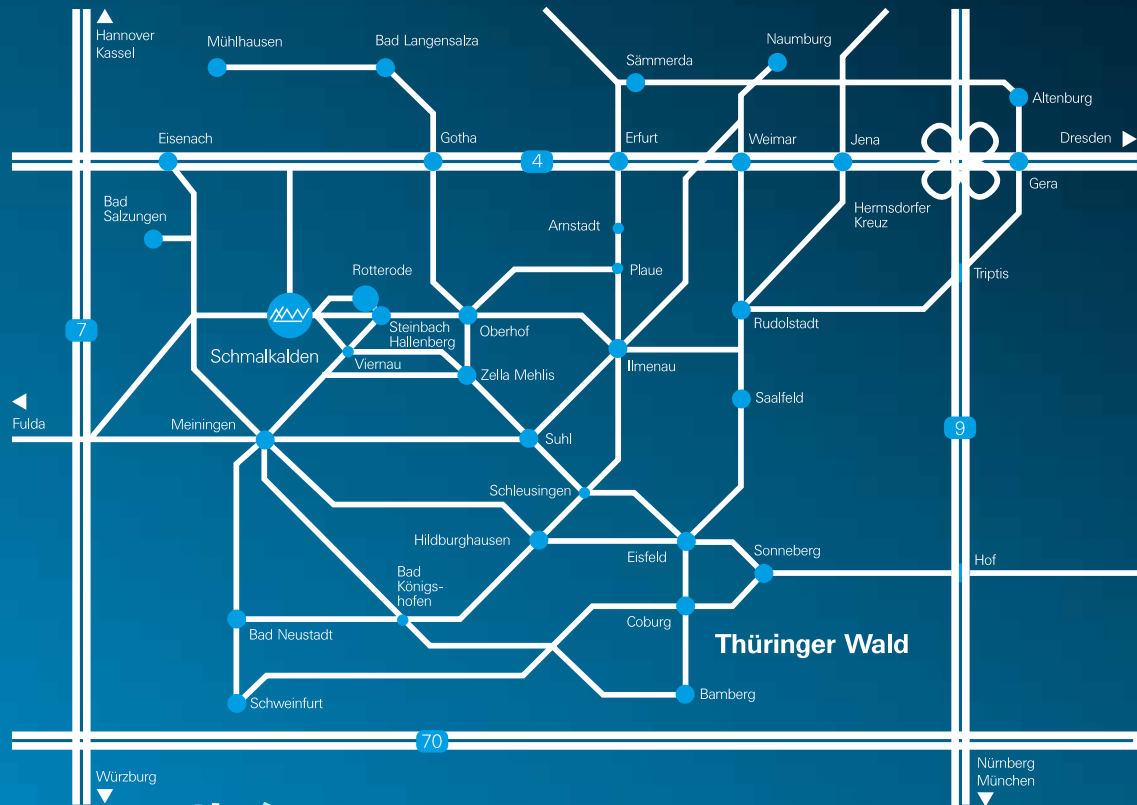 Hannover
Kassel
Mühlhausen
Bad Langensalza
Sämmerda
Naumburg
Altenburg
Eisenach
Gotha
4
Erfurt
Weimar
Jena
Dresden
Gera
Bad
Salzungen
Arnstadt
Hermsdorfer
Kreuz
Rotterode
Plaue
Triptis
7
Steinbach
Hallenberg
Oberhof
Rudolstadt
Schmalkalden
Viernau
Zella Mehlis
Ilmenau
Saalfeld
Fulda
Meiningen
Suhl
9
Schleusingen
Hildburghausen
Eisfeld
Sonneberg
Hof
Bad
Königs-
hofen
Bad Neustadt
Coburg
Thüringer Wald
Schweinfurt
Bamberg
70
Würzburg
Nürnberg
München